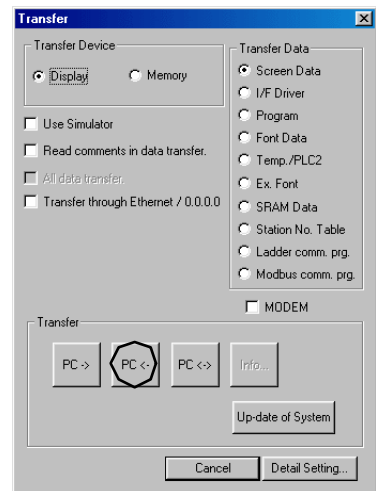 Transfer
Transfer Device
Display
Memory
Use Simulator
Read comments in data transfer.
All data transfer.
Transfer through Ethernet / 0.0.0.0
Transfer Data
Screen Data
I/F Driver
Program
Font Data
Temp./PLC2
Ex. Font
SRAM Data
Station No. Table
Ladder comm. prg.
Modbus comm. prg.
MODEM
Transfer
PC ->
PC <-
PC <->
Info...
Up-date of System
Cancel
Detail Setting...